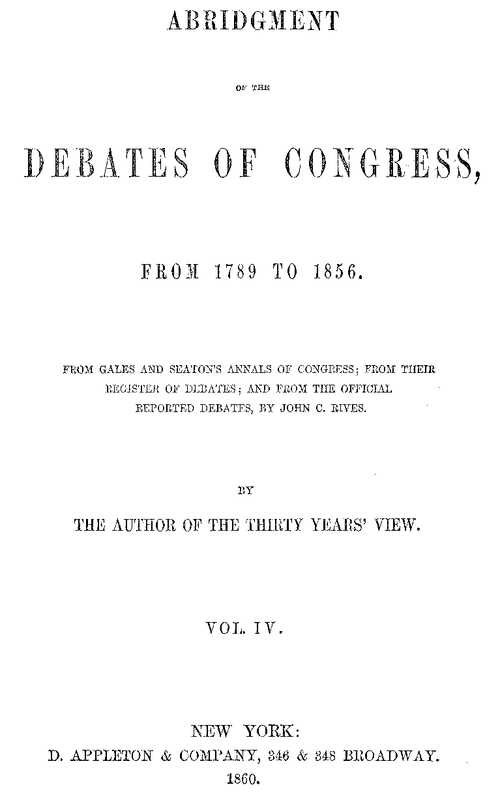 ABRIDGMENT
OF THE
DEBATES OF CONGRESS,
FROM 1789 TO 1856.
FROM GALES AND SEATON'S ANNALS OF CONGRESS; FROM THEIR
REGISTER OF DEBATES; AND FROM THE OFFICIAL
REPORTED DEBATES, BY JOHN C. RIVES.
BY
THE AUTHOR OF THE THIRTY YEARS' VIEW.
VOL. IV.
NEW YORK:
D. APPLETON & COMPANY, 346 & 348 BROADWAY.
1860.